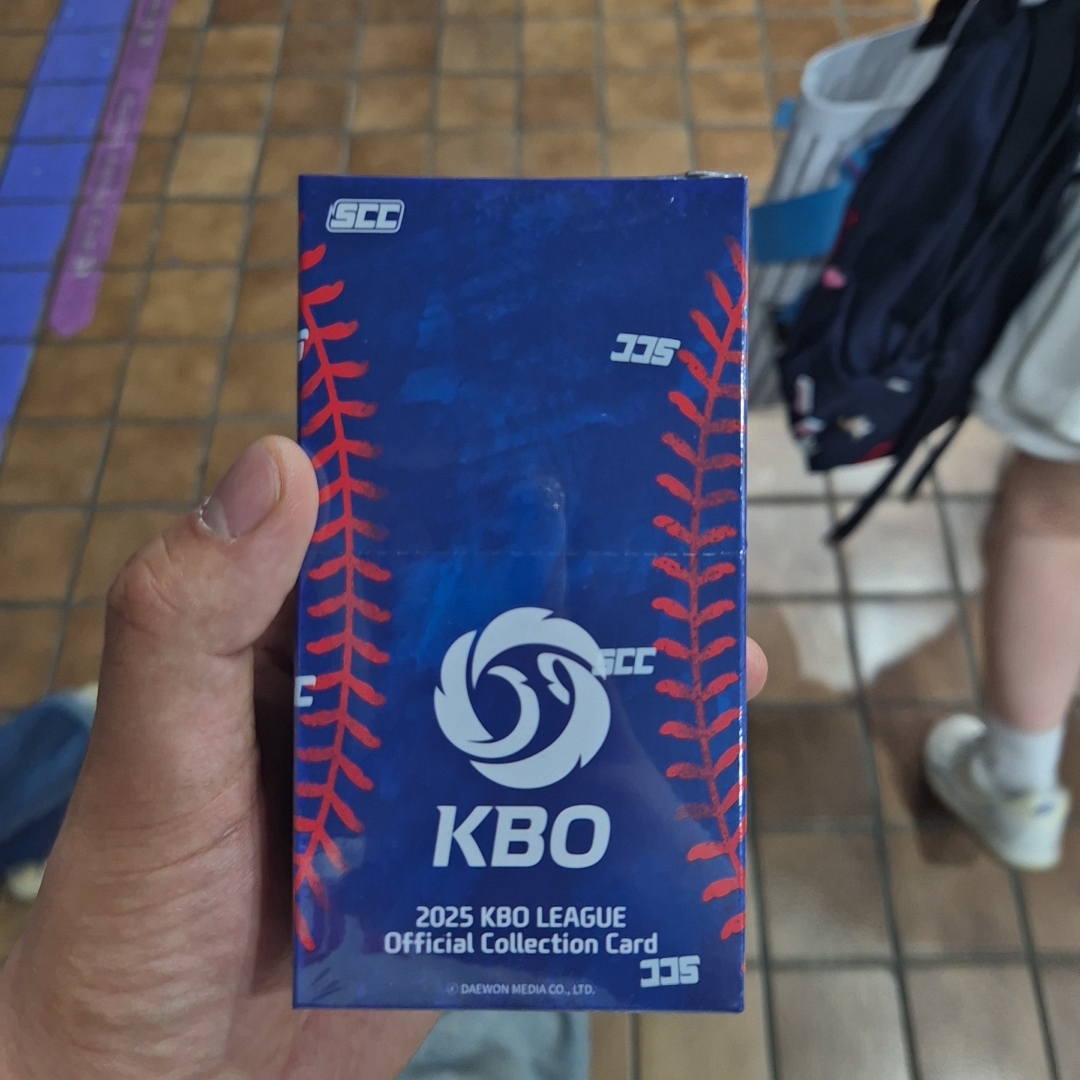 SCC
SCC
SCC
KBO
2025 KBO LEAGUE
Official Collection Card
SCC
DAEWON MEDIA CO., LTD.